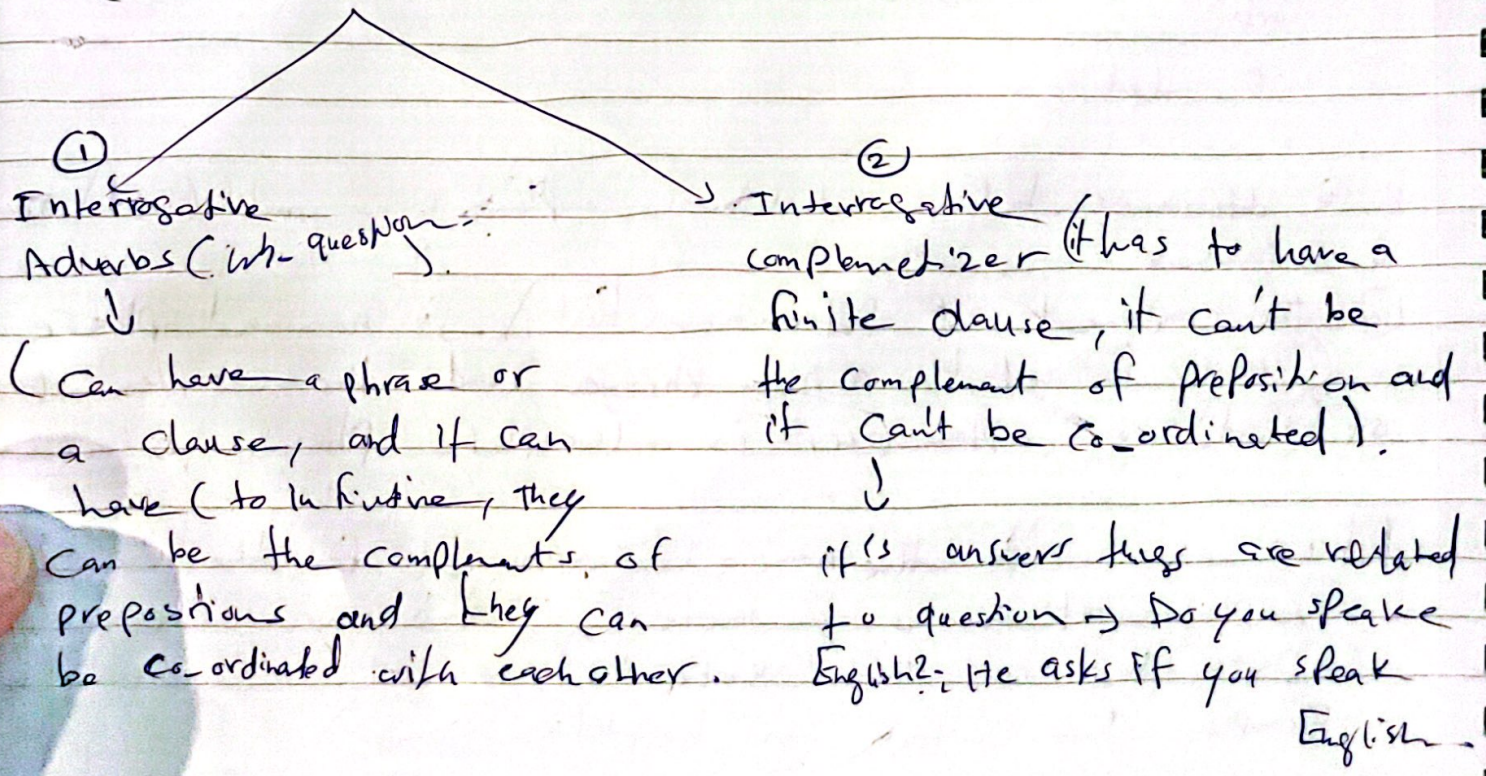 ①
Interrogative
Adverbs (wh- question).
↓
(Can have a phrase or
a clause, and it can
have (to infinitive, they
can be the complements of
prepositions and they can
be co-ordinated with each other.
②
Interrogative
complemetizer (it has to have a
finite clause, it can't be
the complement of preposition and
it can't be co-ordinated).
↓
it's answers are related
to question → Do you speake
English?; He asks if you speak
English.